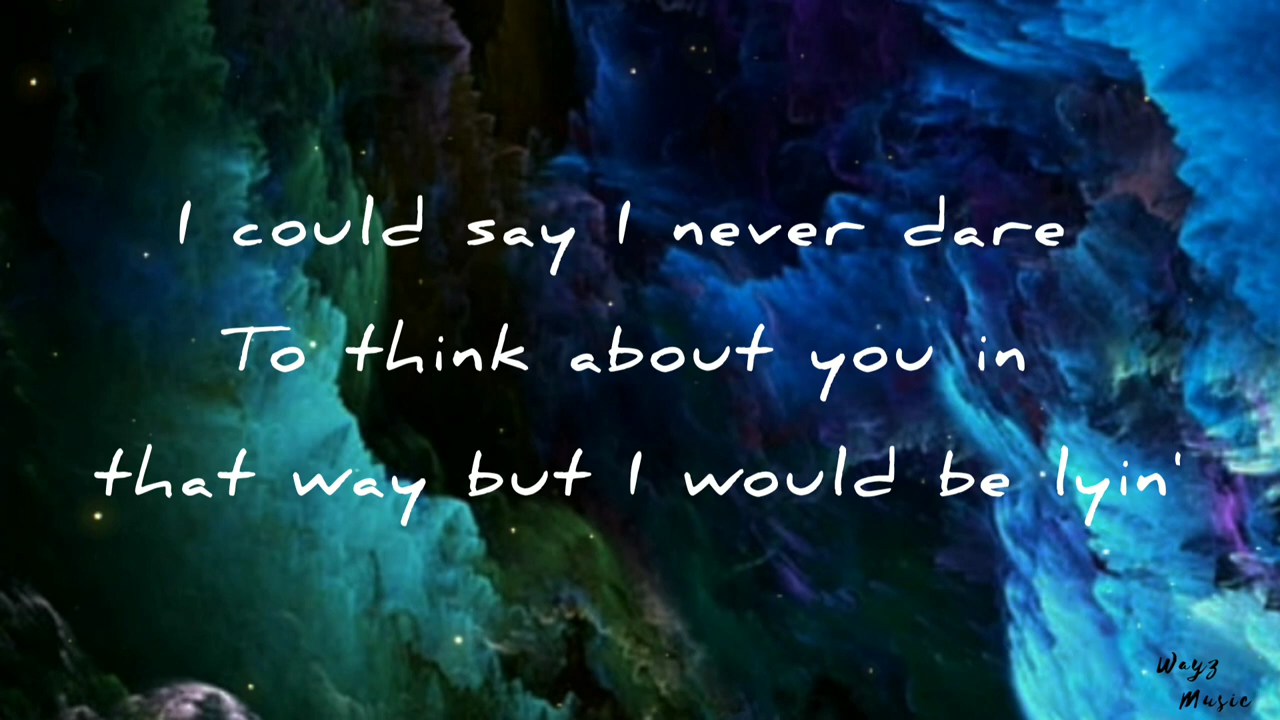 I could say I never dare
To think about you in
that way but I would be lyin'
Wayz
Music